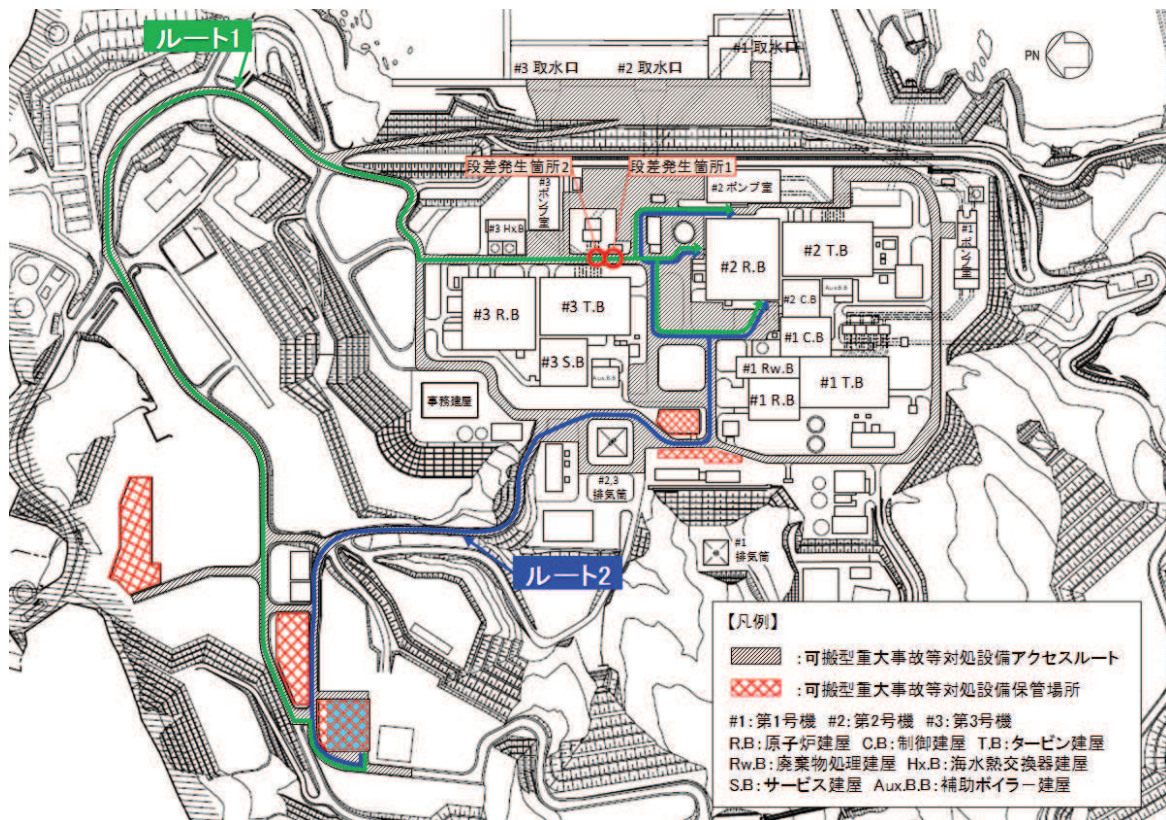 ルート1
#1 取水口
#3 取水口
#2 取水口
PN
段差発生箇所2
段差発生箇所1
#3 ポンプ室
#2 ポンプ室
#3 Hx.B
#1 ポンプ室
#2 R.B
#2 T.B
Aux.B.B
#2 C.B
#3 R.B
#3 T.B
#1 C.B
#3 S.B
Aux.B.B
#1 Rw.B
#1 T.B
#1 R.B
事務建屋
#2,3
排気筒
#1
排気筒
ルート2
【凡例】
:可搬型重大事故等対処設備アクセスルート
:可搬型重大事故等対処設備保管場所
#1:第1号機 #2:第2号機 #3:第3号機
R.B:原子炉建屋 C.B:制御建屋 T.B:タービン建屋
Rw.B:廃棄物処理建屋 Hx.B:海水熱交換器建屋
S.B:サービス建屋 Aux.B.B:補助ボイラー建屋